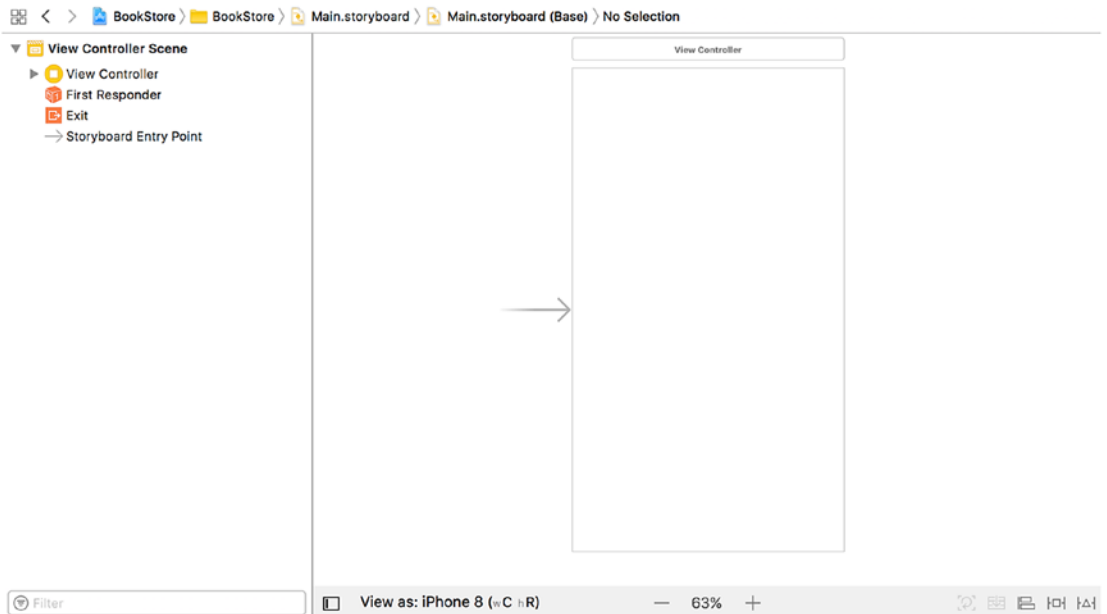 BookStore BookStore Main.storyboard Main.storyboard (Base) No Selection
View Controller Scene
View Controller
First Responder
Exit
Storyboard Entry Point
View Controller
Filter
View as: iPhone 8 (wC hR)
63%